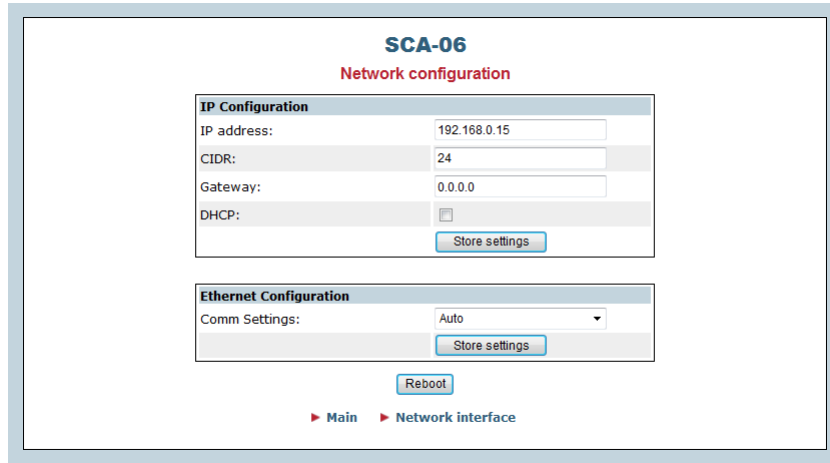 SCA-06
Network configuration
IP Configuration
IP address: 192.168.0.15
CIDR: 24
Gateway: 0.0.0.0
DHCP:
Store settings
Ethernet Configuration
Comm Settings: Auto
Store settings
Reboot
Main Network interface